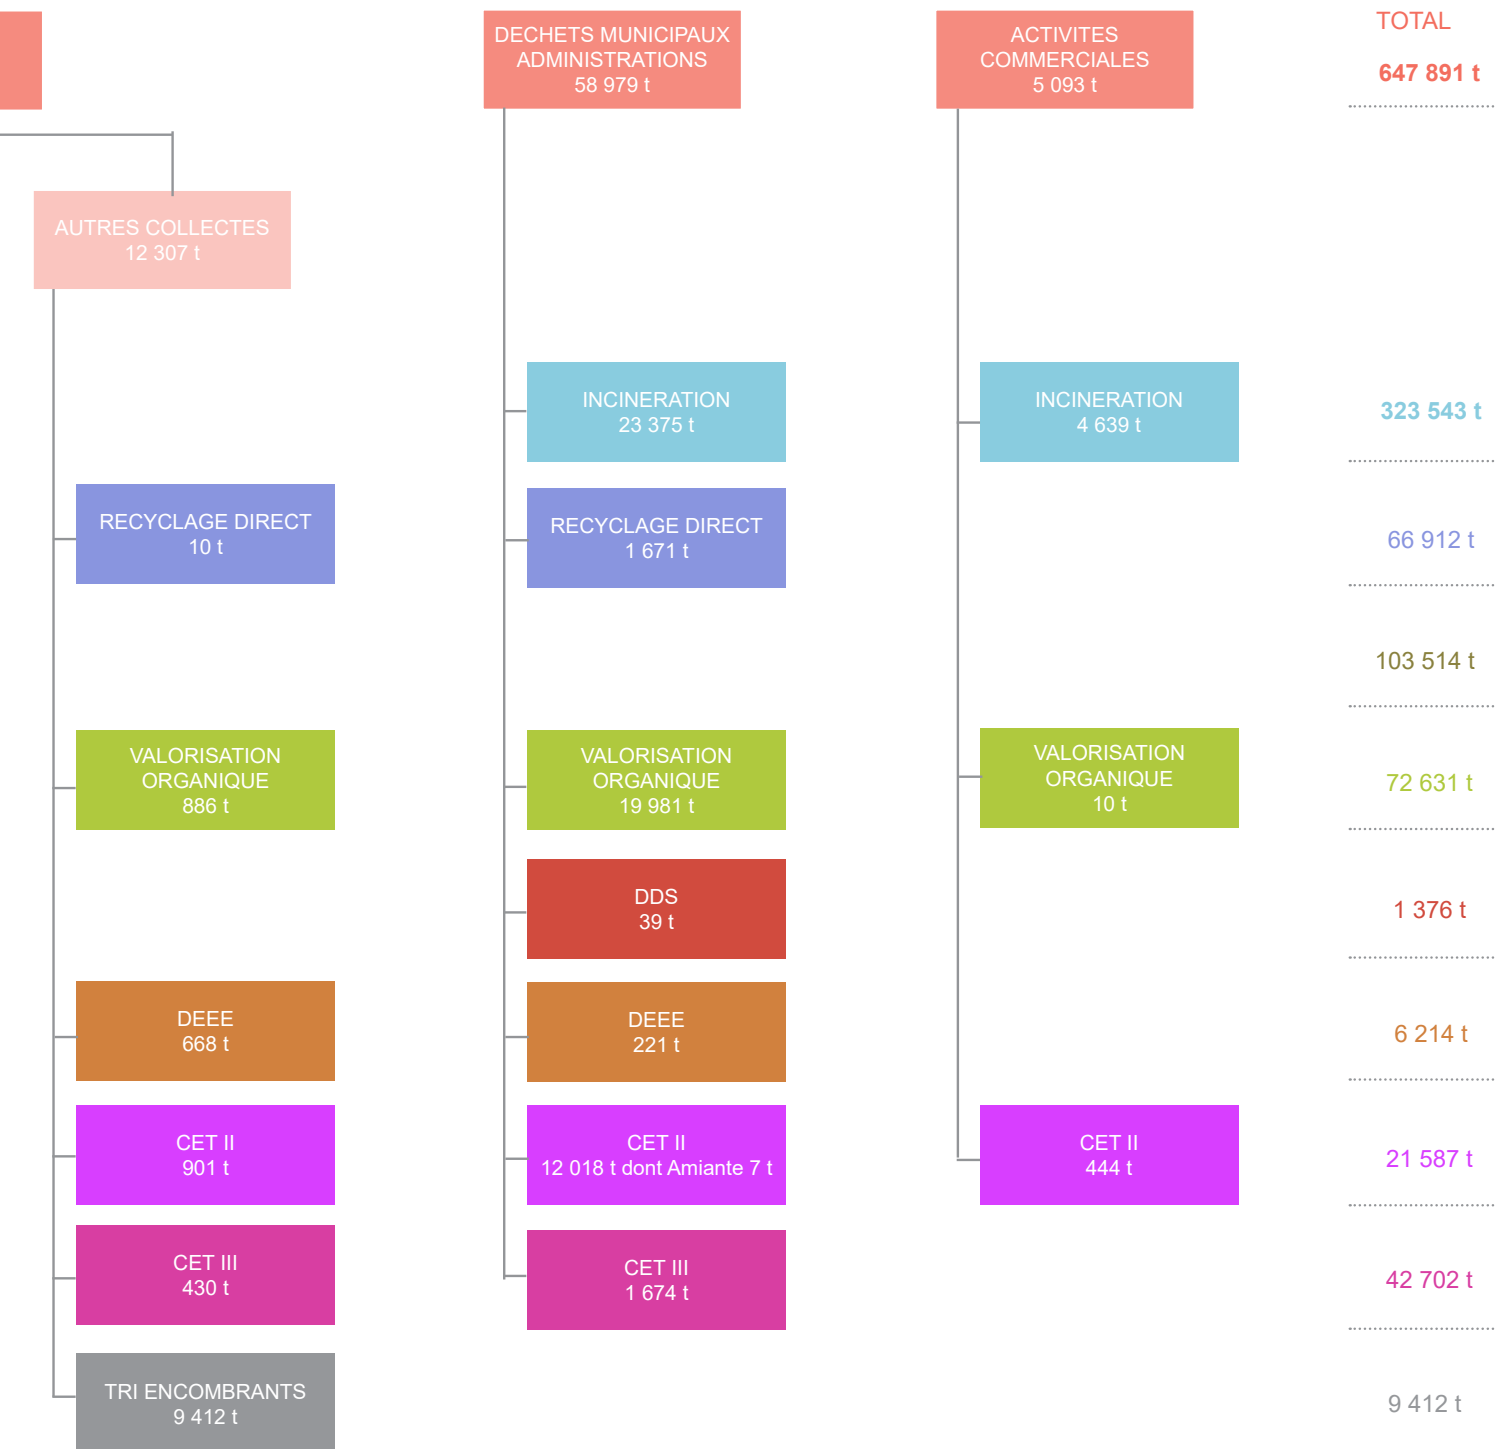 DECHETS MUNICIPAUX
ADMINISTRATIONS
58 979 t
ACTIVITES
COMMERCIALES
5 093 t
TOTAL
647 891 t
AUTRES COLLECTES
12 307 t
INCINERATION
23 375 t
INCINERATION
4 639 t
323 543 t
RECYCLAGE DIRECT
10 t
RECYCLAGE DIRECT
1 671 t
66 912 t
103 514 t
VALORISATION
ORGANIQUE
886 t
VALORISATION
ORGANIQUE
19 981 t
VALORISATION
ORGANIQUE
10 t
72 631 t
DDS
39 t
1 376 t
DEEE
668 t
DEEE
221 t
6 214 t
CET II
901 t
CET II
12 018 t dont Amiante 7 t
CET II
444 t
21 587 t
CET III
430 t
CET III
1 674 t
42 702 t
TRI ENCOMBRANTS
9 412 t
9 412 t